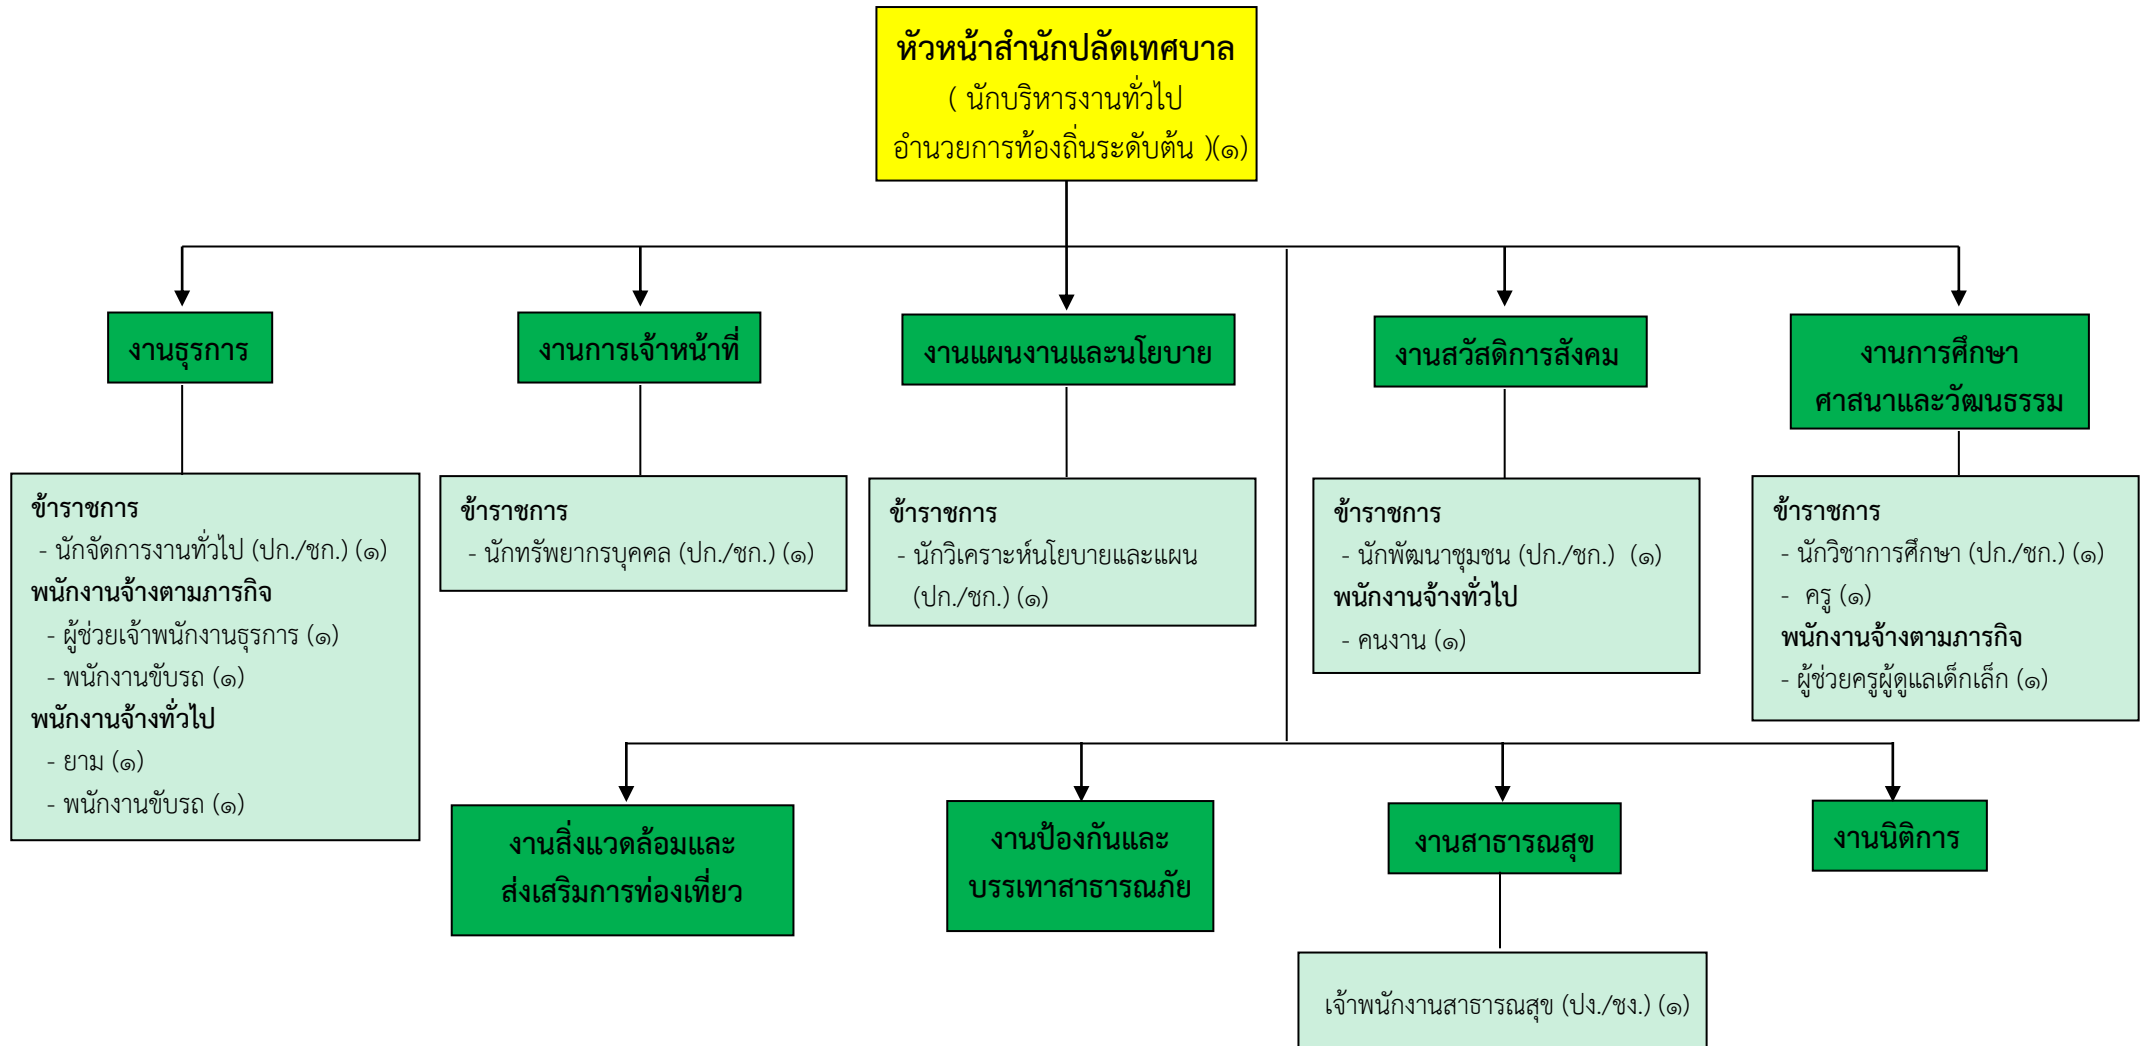 หัวหน้าสำนักปลัดเทศบาล
( นักบริหารงานทั่วไป
อำนวยการท้องถิ่นระดับต้น )(๑)
งานธุรการ
งานการเจ้าหน้าที่
งานแผนงานและนโยบาย
งานสวัสดิการสังคม
งานการศึกษา
ศาสนาและวัฒนธรรม
ข้าราชการ
- นักจัดการงานทั่วไป (ปก./ชก.) (๑)
พนักงานจ้างตามภารกิจ
- ผู้ช่วยเจ้าพนักงานธุรการ (๑)
- พนักงานขับรถ (๑)
พนักงานจ้างทั่วไป
- ยาม (๑)
- พนักงานขับรถ (๑)
ข้าราชการ
- นักทรัพยากรบุคคล (ปก./ชก.) (๑)
ข้าราชการ
- นักวิเคราะห์นโยบายและแผน
(ปก./ชก.) (๑)
ข้าราชการ
- นักพัฒนาชุมชน (ปก./ชก.) (๑)
พนักงานจ้างทั่วไป
- คนงาน (๑)
ข้าราชการ
- นักวิชาการศึกษา (ปก./ชก.) (๑)
- ครู (๑)
พนักงานจ้างตามภารกิจ
- ผู้ช่วยครูผู้ดูแลเด็กเล็ก (๑)
งานสิ่งแวดล้อมและ
ส่งเสริมการท่องเที่ยว
งานป้องกันและ
บรรเทาสาธารณภัย
งานสาธารณสุข
งานนิติการ
เจ้าพนักงานสาธารณสุข (ปง./ชง.) (๑)